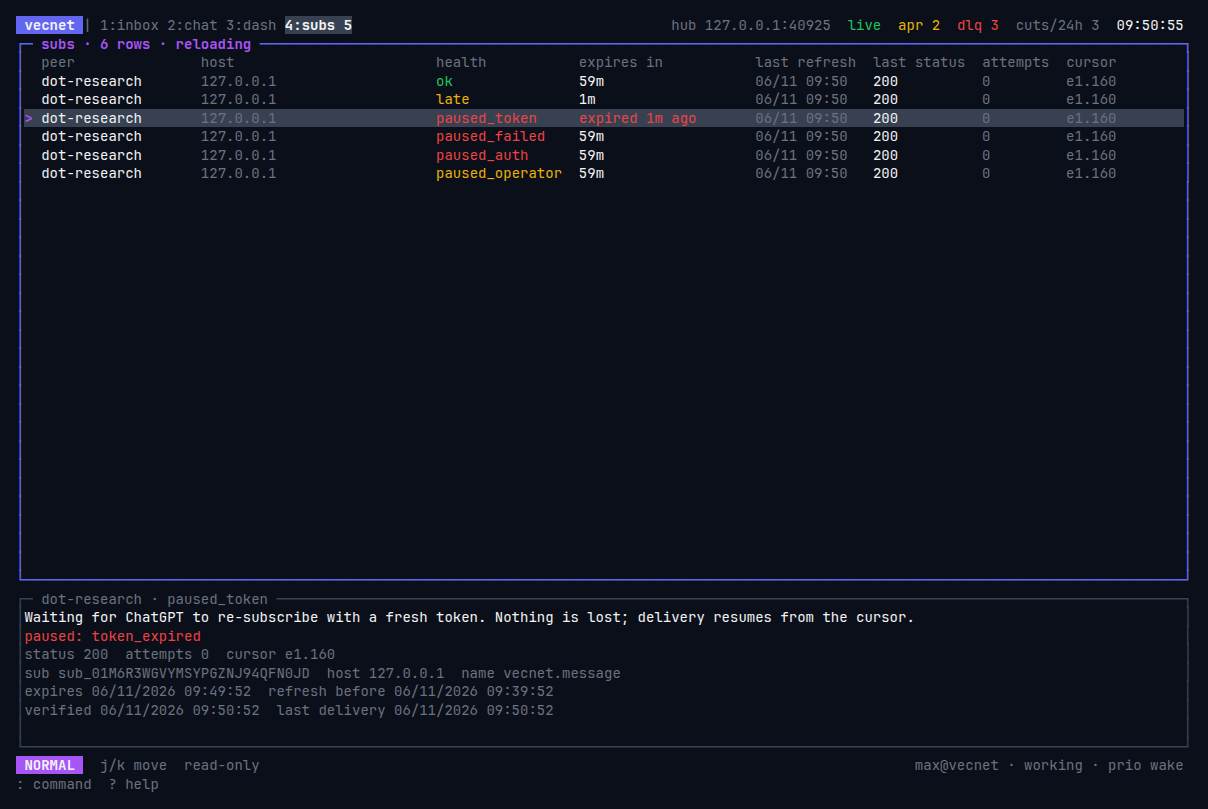 vecnet | 1:inbox 2:chat 3:dash 4:subs 5 hub 127.0.0.1:40925 live apr 2 dlq 3 cuts/24h 3 09:50:55
subs · 6 rows · reloading
peer host health expires in last refresh last status attempts cursor
dot-research 127.0.0.1 ok 59m 06/11 09:50 200 0 e1.160
dot-research 127.0.0.1 late 1m 06/11 09:50 200 0 e1.160
> dot-research 127.0.0.1 paused_token expired 1m ago 06/11 09:50 200 0 e1.160
dot-research 127.0.0.1 paused_failed 59m 06/11 09:50 200 0 e1.160
dot-research 127.0.0.1 paused_auth 59m 06/11 09:50 200 0 e1.160
dot-research 127.0.0.1 paused_operator 59m 06/11 09:50 200 0 e1.160
dot-research · paused_token
Waiting for ChatGPT to re-subscribe with a fresh token. Nothing is lost; delivery resumes from the cursor.
paused: token_expired
status 200 attempts 0 cursor e1.160
sub sub_01M6R3WGVYMSYPGZNJ94QFN0JD host 127.0.0.1 name vecnet.message
expires 06/11/2026 09:49:52 refresh before 06/11/2026 09:39:52
verified 06/11/2026 09:50:52 last delivery 06/11/2026 09:50:52
NORMAL j/k move read-only max@vecnet · working · prio wake
: command ? help